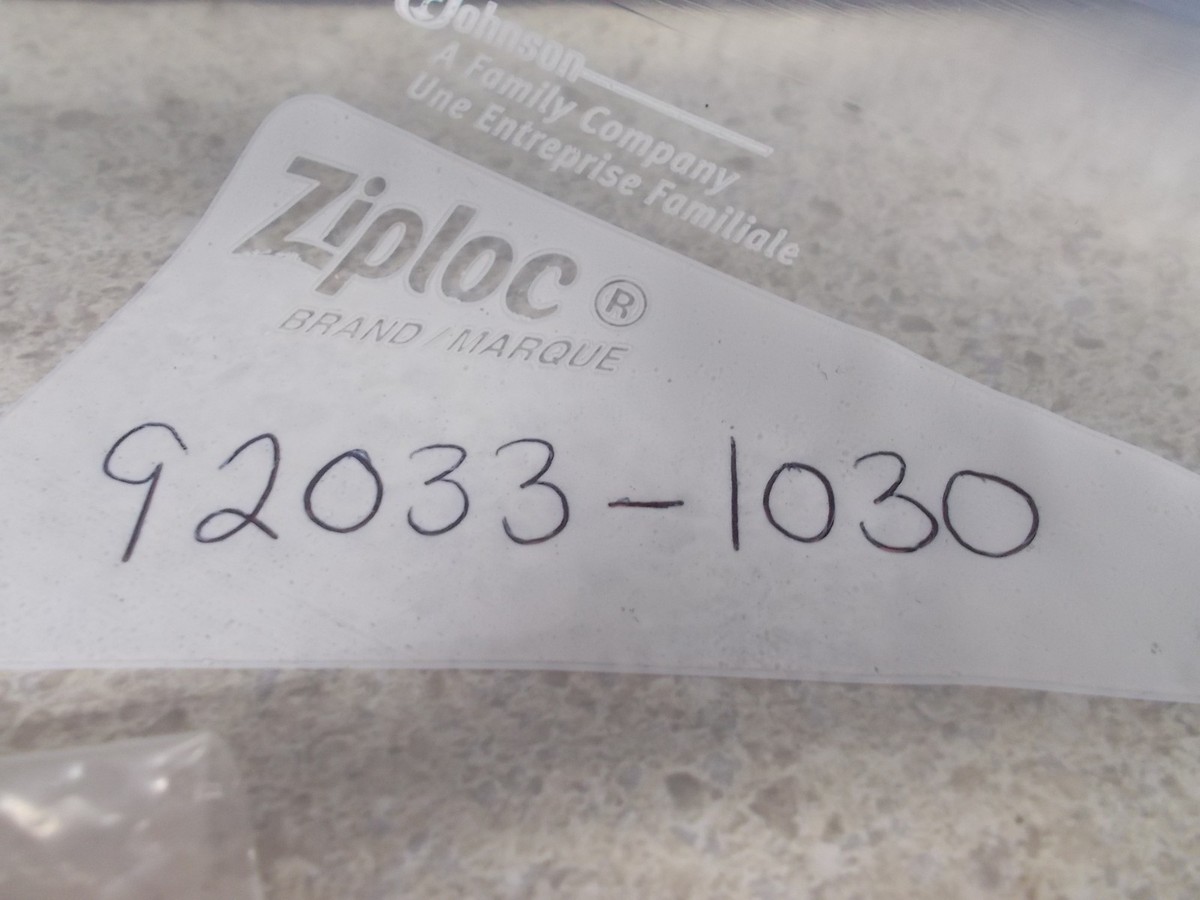 Johnson
A Family Company
Une Entreprise Familiale
Ziploc ®
BRAND / MARQUE
92033-1030